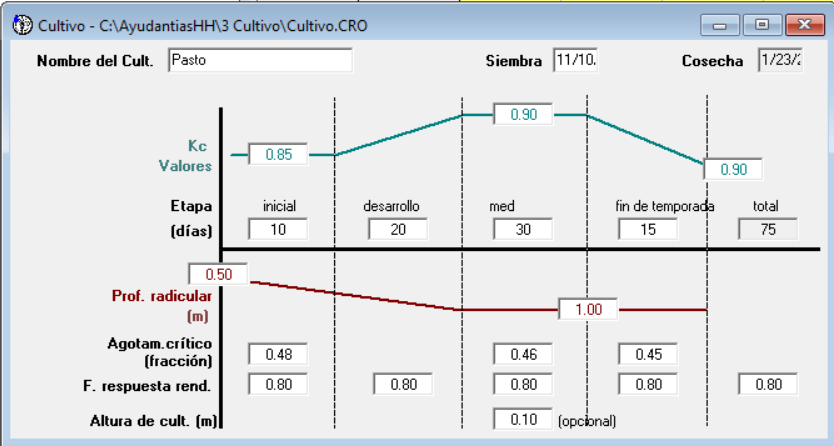 Cultivo - C:\AyudantiasHH\3 Cultivo\Cultivo.CRO
Nombre del Cult. Pasto Siembra 11/10. Cosecha 1/23/
0.90
Kc 0.85
Valores 0.90
Etapa inicial desarrollo med fin de temporada total
(días) 10 20 30 15 75
0.50
Prof. radicular 1.00
(m)
Agotam.crítico
(fracción) 0.48 0.46 0.45
F. respuesta rend. 0.80 0.80 0.80 0.80 0.80
Altura de cult. (m) 0.10 (opcional)